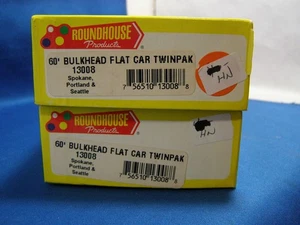 ROUNDHOUSE
Products
60' BULKHEAD FLAT CAR TWINPAK
13008
Spokane,
Portland &
Seattle
7 56510 13008 8
HN
ROUNDHOUSE
Products
60' BULKHEAD FLAT CAR TWINPAK
13008
Spokane,
Portland &
Seattle
7 56510 13008 8
HN